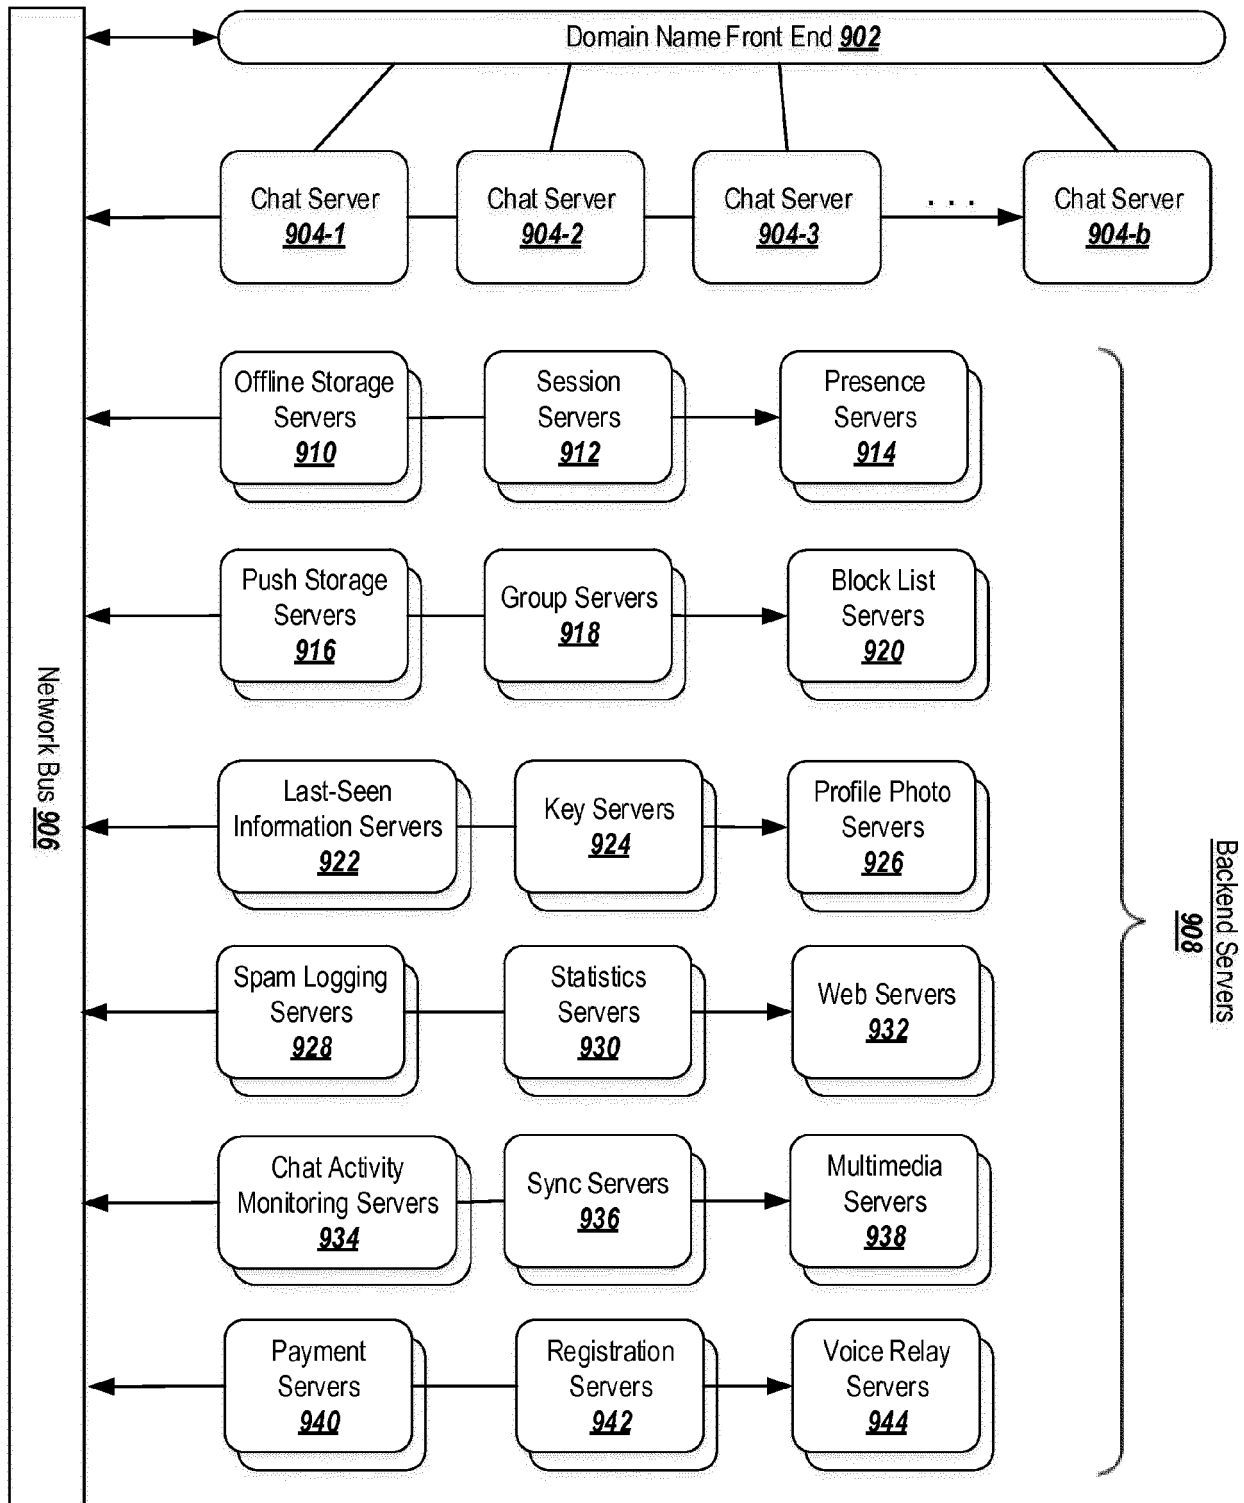 Domain Name Front End 902
Chat Server
904-1
Chat Server
904-2
Chat Server
904-3
. . .
Chat Server
904-b
Offline Storage
Servers
910
Session
Servers
912
Presence
Servers
914
Push Storage
Servers
916
Group Servers
918
Block List
Servers
920
Network Bus 906
Last-Seen
Information Servers
922
Key Servers
924
Profile Photo
Servers
926
Backend Servers
908
Spam Logging
Servers
928
Statistics
Servers
930
Web Servers
932
Chat Activity
Monitoring Servers
934
Sync Servers
936
Multimedia
Servers
938
Payment
Servers
940
Registration
Servers
942
Voice Relay
Servers
944